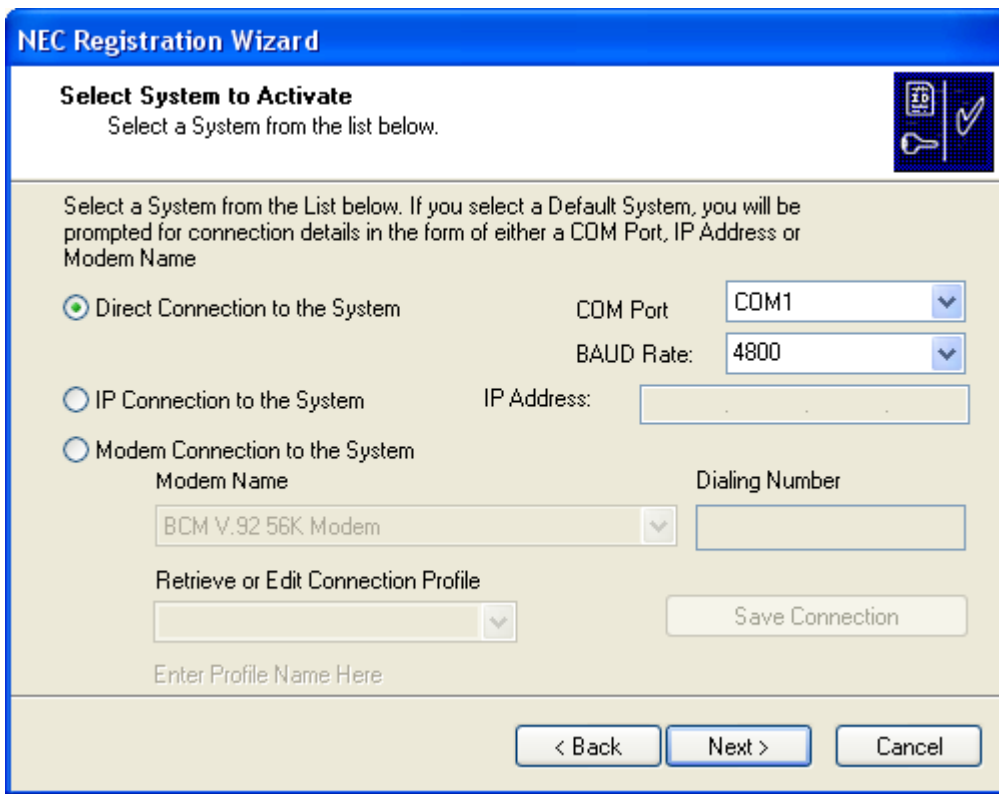 NEC Registration Wizard
Select System to Activate
Select a System from the list below.
Select a System from the List below. If you select a Default System, you will be
prompted for connection details in the form of either a COM Port, IP Address or
Modem Name
Direct Connection to the System COM Port COM1
BAUD Rate: 4800
IP Connection to the System IP Address: . . .
Modem Connection to the System
Modem Name Dialing Number
BCM V.92 56K Modem
Retrieve or Edit Connection Profile
Save Connection
Enter Profile Name Here
< Back Next > Cancel